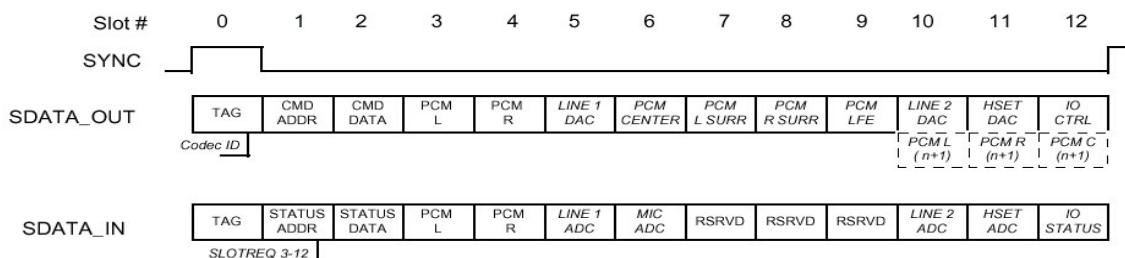 Slot # 0 1 2 3 4 5 6 7 8 9 10 11 12
SYNC
SDATA_OUT TAG CMD ADDR CMD DATA PCM L PCM R LINE 1 DAC PCM CENTER PCM L SURR PCM R SURR PCM LFE LINE 2 DAC HSET DAC IO CTRL
Codec ID PCM L ( n+1) PCM R (n+1) PCM C (n+1)
SDATA_IN TAG STATUS ADDR STATUS DATA PCM L PCM R LINE 1 ADC MIC ADC RSRVD RSRVD RSRVD LINE 2 ADC HSET ADC IO STATUS
SLOTREQ 3-12